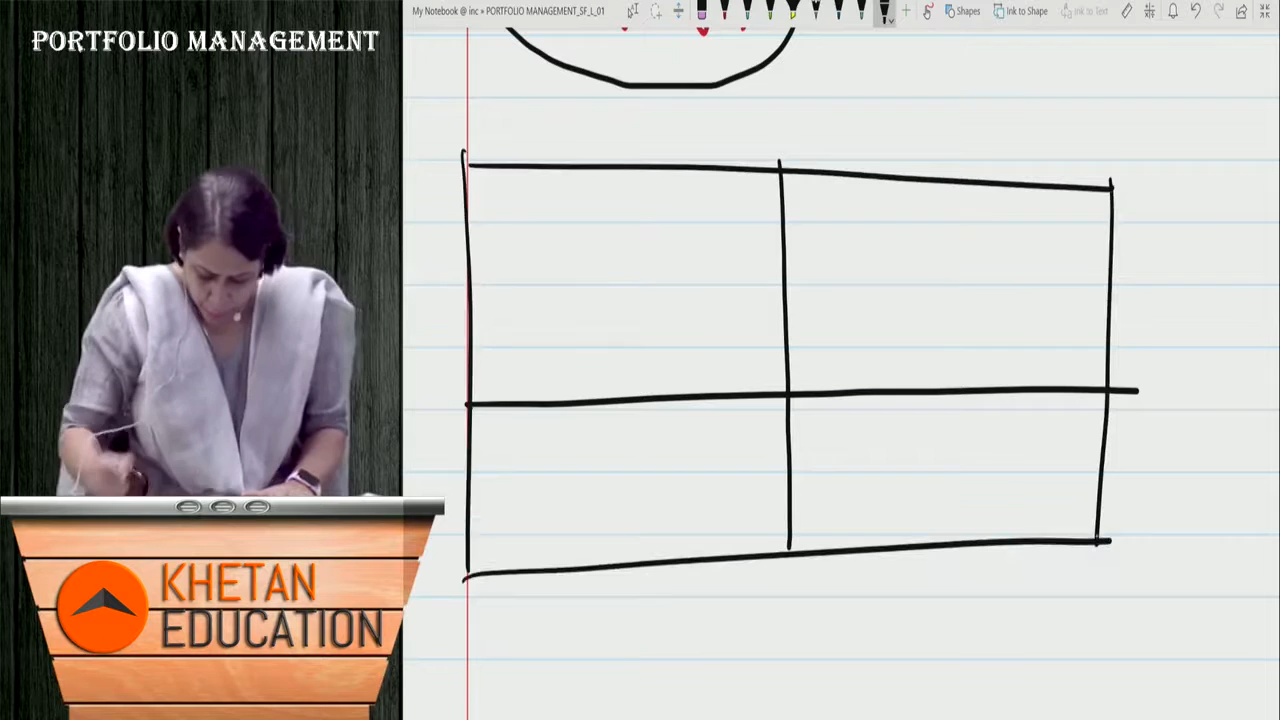 My Notebook @ inc » PORTFOLIO MANAGEMENT_SF_L_01
Shapes
Ink to Shape
Ink to Text
PORTFOLIO MANAGEMENT
KHETAN
EDUCATION